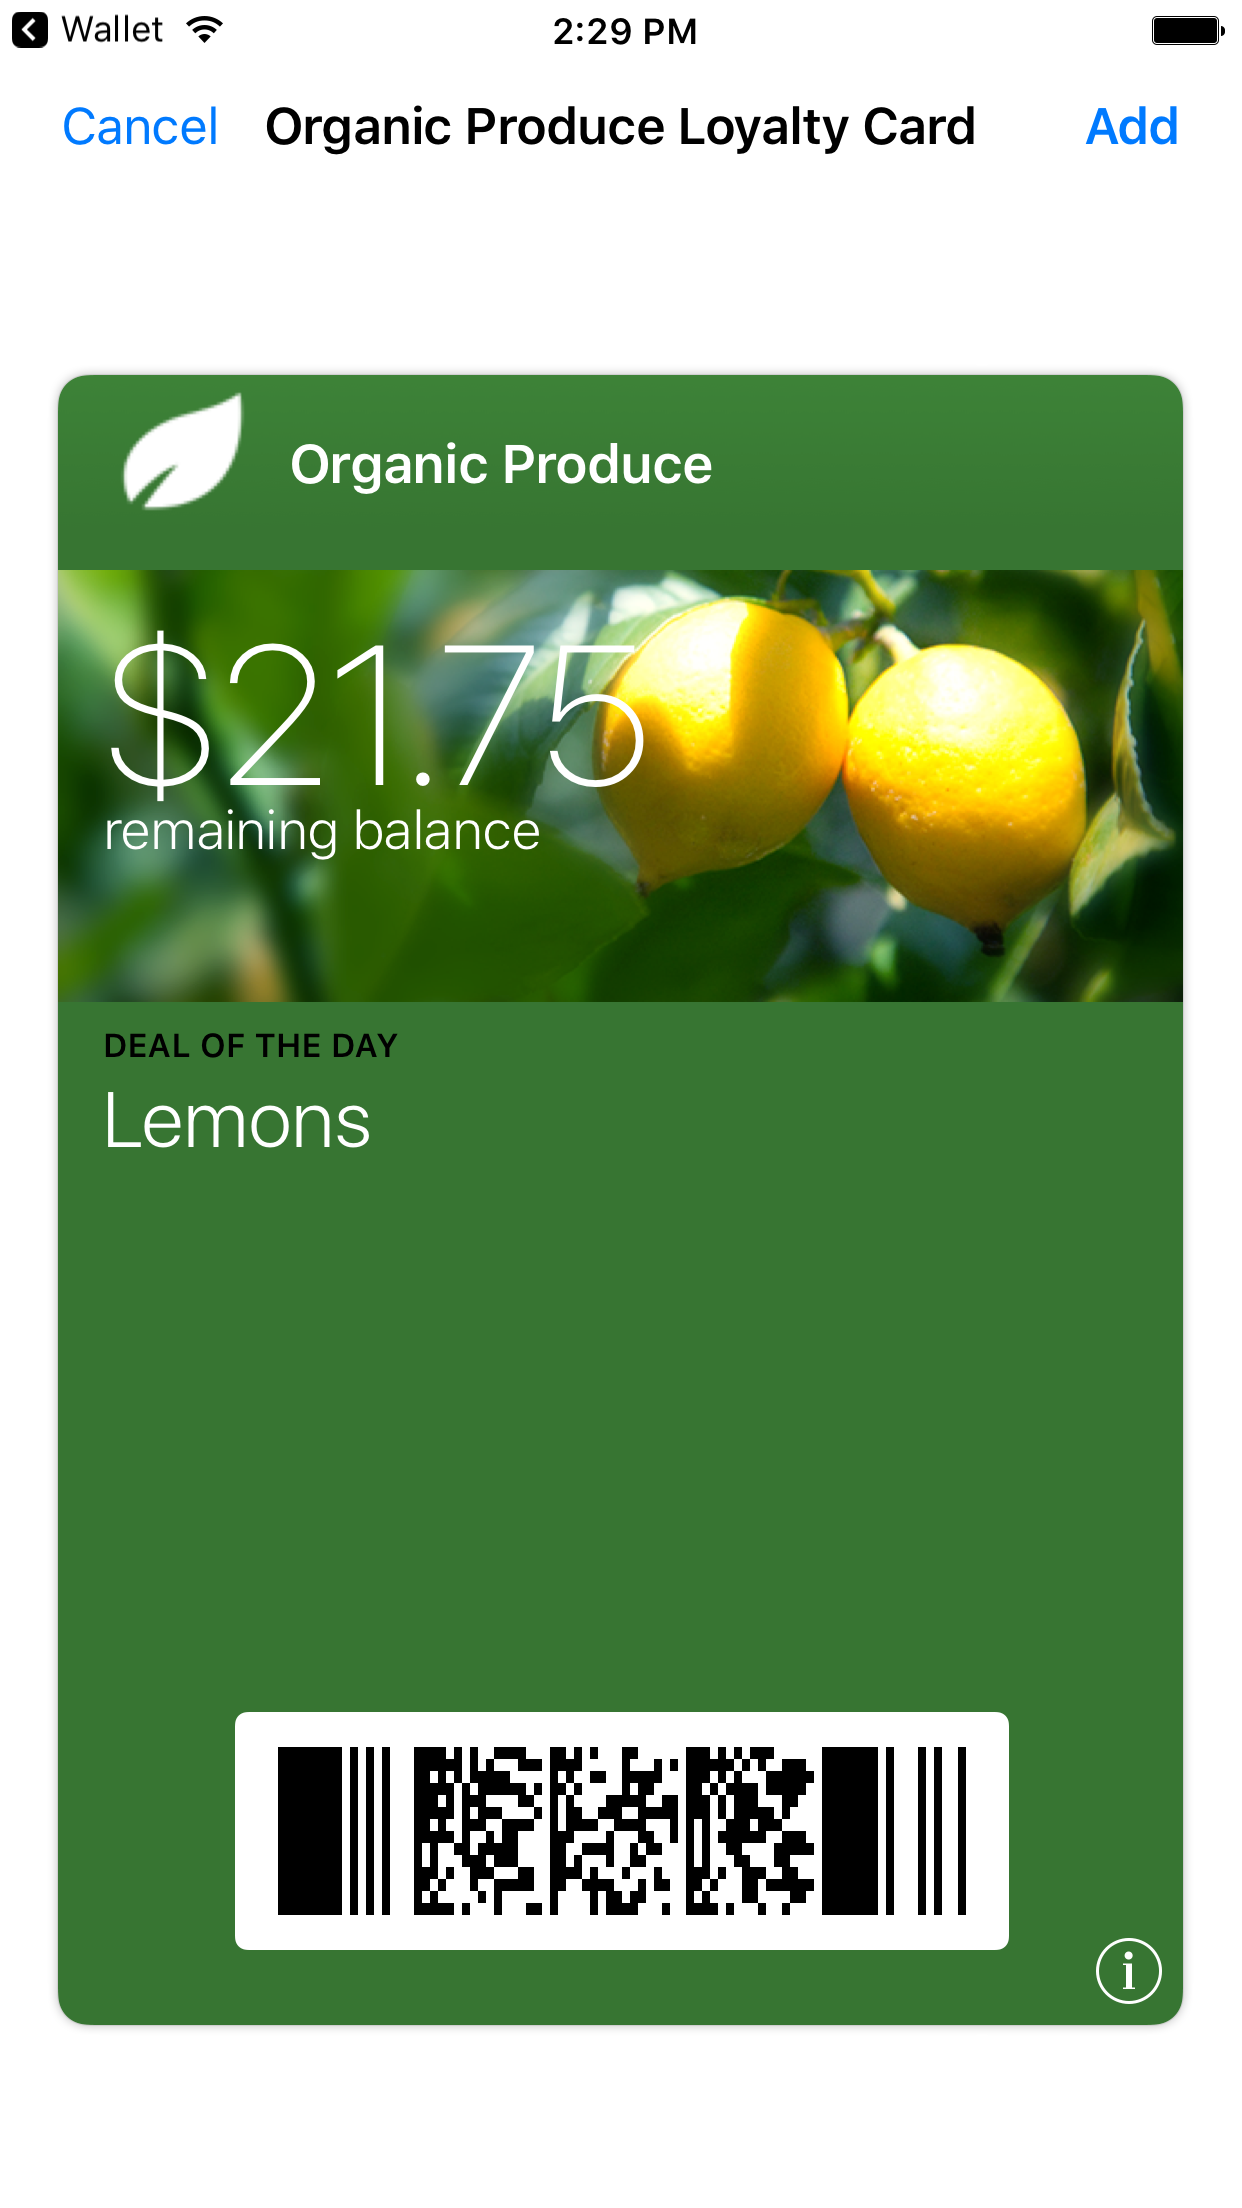 Wallet
2:29 PM
Cancel
Organic Produce Loyalty Card
Add
Organic Produce
$21.75
remaining balance
DEAL OF THE DAY
Lemons
i